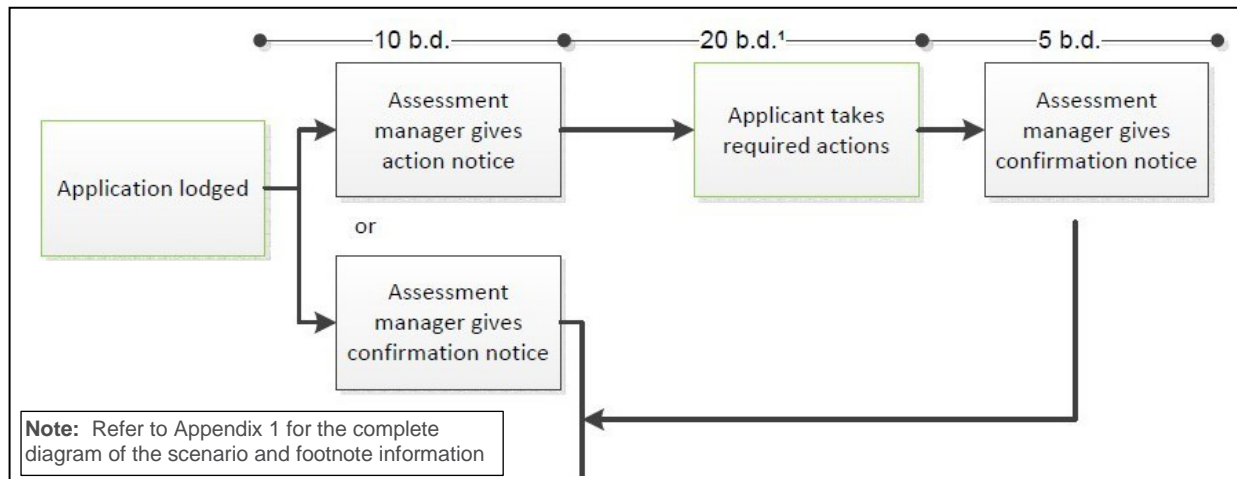 10 b.d.
20 b.d.¹
5 b.d.
Application lodged
Assessment
manager gives
action notice
or
Assessment
manager gives
confirmation notice
Applicant takes
required actions
Assessment
manager gives
confirmation notice
Note: Refer to Appendix 1 for the complete
diagram of the scenario and footnote information